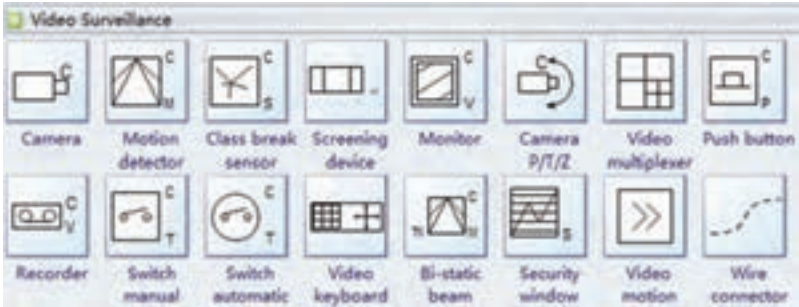 Video Surveillance
C
C
M
C
S
C
V
C
C
P
Camera
Motion
detector
Class break
sensor
Screening
device
Monitor
Camera
P/T/Z
Video
multiplexer
Push button
C
V
C
T
C
T
C
S
Recorder
Switch
manual
Switch
automatic
Video
keyboard
Bi-static
beam
Security
window
Video
motion
Wire
connector